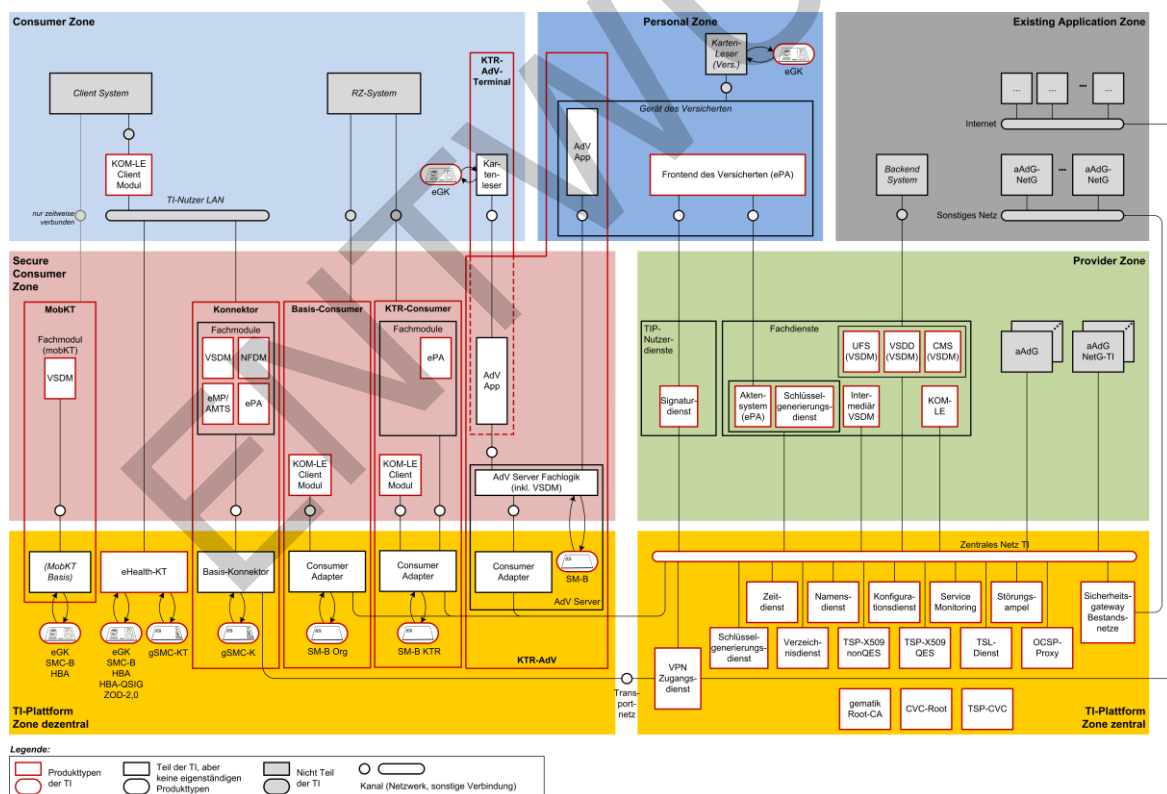 Consumer Zone
Client System
RZ-System
KTR-
AdV-
Terminal
KOM-LE
Client
Modul
eGK
Kar-
ten-
leser
TI-Nutzer LAN
nur zeitweise
verbunden
Personal Zone
Karten-
Leser
(Vers.)
eGK
Gerät des Versicherten
AdV
App
Frontend des Versicherten (ePA)
Existing Application Zone
...
...
...
...
Internet
Backend
System
aAdG-
NetG
...
aAdG-
NetG
Sonstiges Netz
Secure
Consumer
Zone
MobKT
Fachmodul
(mobKT)
VSDM
Konnektor
Fachmodule
VSDM
NFDM
eMP/
AMTS
ePA
Basis-Consumer
KOM-LE
Client
Modul
KTR-Consumer
Fachmodule
ePA
KOM-LE
Client
Modul
AdV
App
AdV Server Fachlogik
(inkl. VSDM)
Provider Zone
TIP-
Nutzer-
dienste
Signatur-
dienst
Fachdienste
UFS
(VSDM)
VSDD
(VSDM)
CMS
(VSDM)
Akten-
system
(ePA)
Schlüssel-
generierungs-
dienst
Inter-
mediär
VSDM
KOM-
LE
aAdG
aAdG
NetG-TI
(MobKT
Basis)
eHealth-KT
Basis-Konnektor
Consumer
Adapter
Consumer
Adapter
Consumer
Adapter
SM-B
AdV Server
eGK
SMC-B
HBA
eGK
SMC-B
HBA
HBA-QSIG
ZOD-2,0
gSMC-KT
gSMC-K
SM-B Org
SM-B KTR
KTR-AdV
TI-Plattform
Zone dezentral
Trans-
port-
netz
Zentrales Netz TI
Zeit-
dienst
Namens-
dienst
Konfigu-
rationsdienst
Service
Monitoring
Störungs-
ampel
Sicherheits-
gateway
Bestands-
netze
Schlüssel-
generierungs-
dienst
Verzeich-
nisdienst
TSP-X509
nonQES
TSP-X509
QES
TSL-
Dienst
OCSP-
Proxy
VPN
Zugangs-
dienst
gematik
Root-CA
CVC-Root
TSP-CVC
TI-Plattform
Zone zentral
Legende:
Produkttypen
der TI
Teil der TI, aber
keine eigenständigen
Produkttypen
Nicht Teil
der TI
Kanal (Netzwerk, sonstige Verbindung)